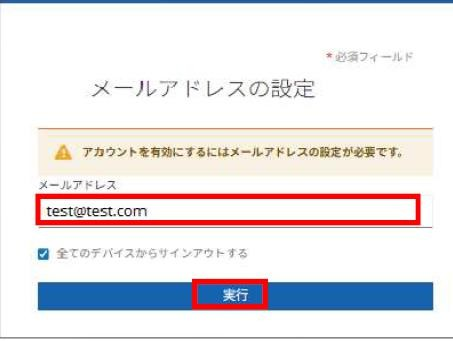 * 必須フィールド
メールアドレスの設定
アカウントを有効にするにはメールアドレスの設定が必要です。
メールアドレス
test@test.com
全てのデバイスからサインアウトする
実行